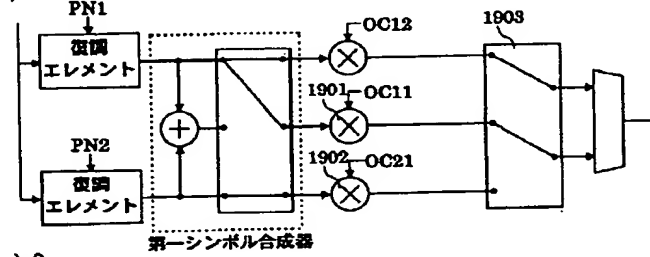 PN1
復調
エレメント
OC12
1903
1901
OC11
PN2
復調
エレメント
1902
OC21
第一シンボル合成器